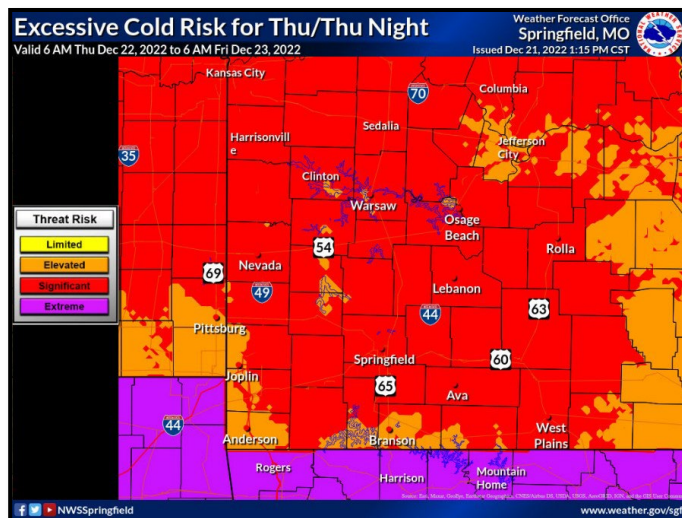 Excessive Cold Risk for Thu/Thu Night
Valid 6 AM Thu Dec 22, 2022 to 6 AM Fri Dec 23, 2022
Weather Forecast Office
Springfield, MO
Issued Dec 21, 2022 1:15 PM CST
Kansas City
70
Columbia
Harrisonvill
e
Sedalia
Jefferson
City
35
Clinton
Warsaw
Osage
Beach
Threat Risk
Limited
Elevated
Significant
Extreme
54
Rolla
Nevada
69
49
Lebanon
63
44
Pittsburg
Springfield
60
Joplin
65
Ava
44
Anderson
Branson
West
Plains
Rogers
Harrison
Mountain
Home
NWSSpringfield
www.weather.gov/sgf